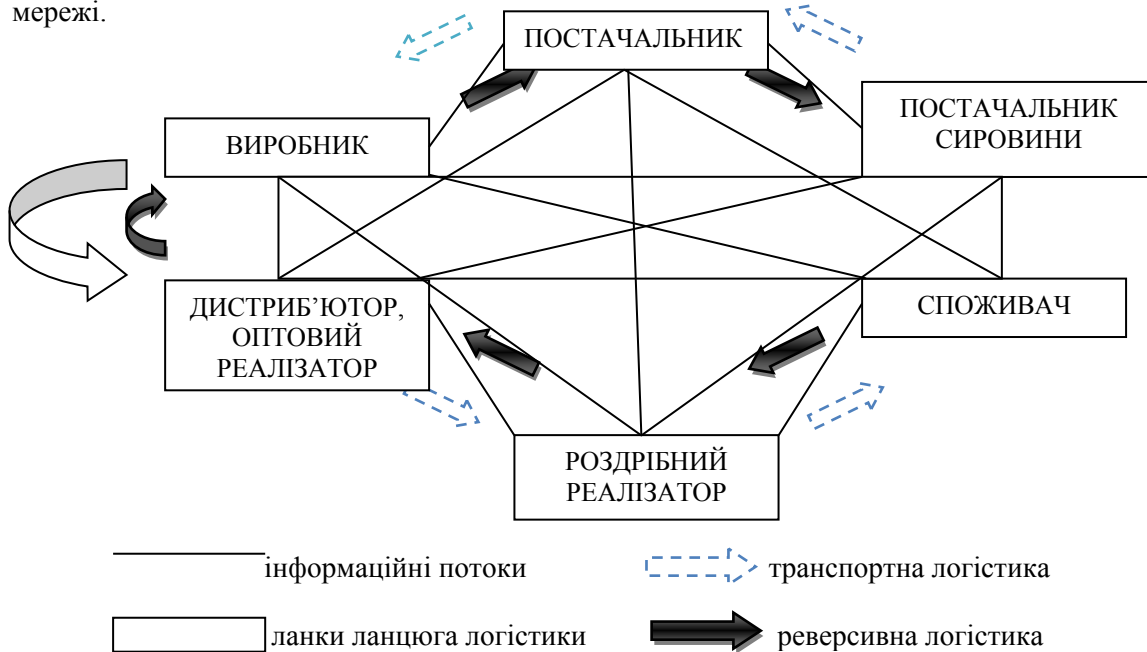 мережі.
ПОСТАЧАЛЬНИК
ПОСТАЧАЛЬНИК
СИРОВИНИ
ВИРОБНИК
ДИСТРИБ’ЮТОР,
ОПТОВИЙ
РЕАЛІЗАТОР
СПОЖИВАЧ
РОЗДРІБНИЙ
РЕАЛІЗАТОР
інформаційні потоки
транспортна логістика
ланки ланцюга логістики
реверсивна логістика